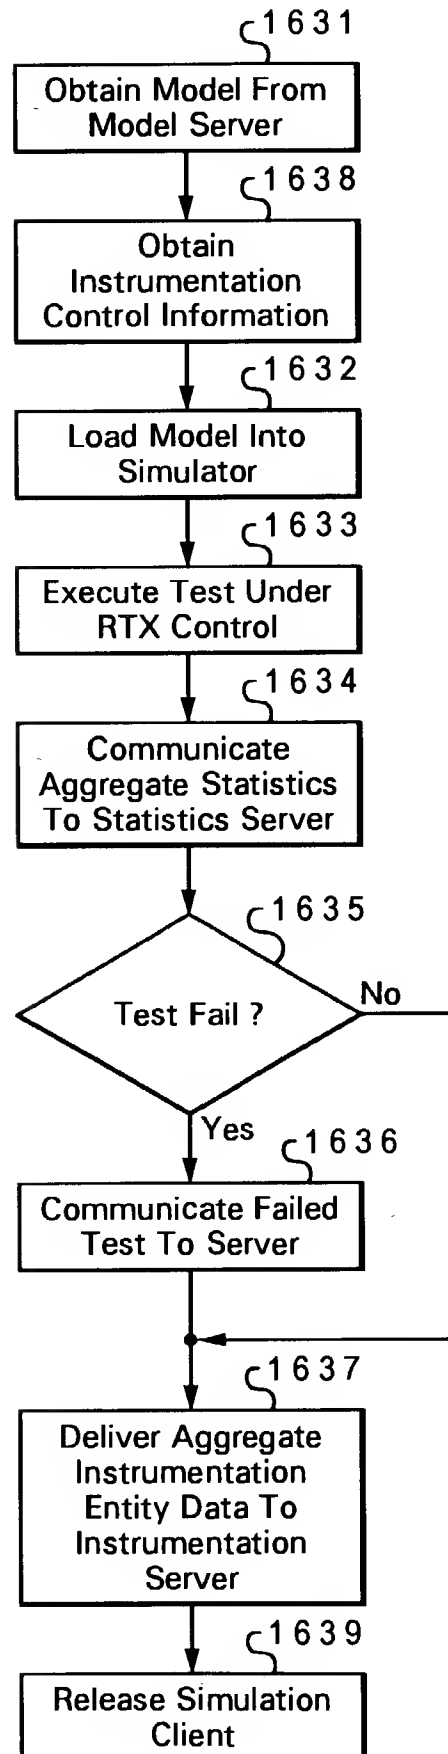 1631
Obtain Model From
Model Server
1638
Obtain
Instrumentation
Control Information
1632
Load Model Into
Simulator
1633
Execute Test Under
RTX Control
1634
Communicate
Aggregate Statistics
To Statistics Server
1635
Test Fail ?
No
Yes
1636
Communicate Failed
Test To Server
1637
Deliver Aggregate
Instrumentation
Entity Data To
Instrumentation
Server
1639
Release Simulation
Client